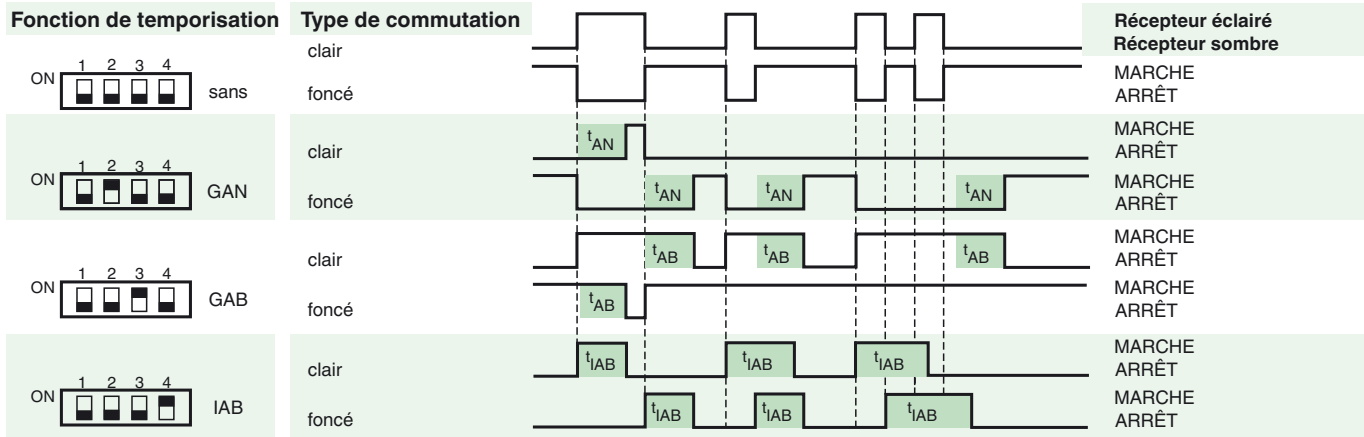 Fonction de temporisation
Type de commutation
Récepteur éclairé
Récepteur sombre
clair
ON 1 2 3 4 sans
foncé
MARCHE
ARRÊT
clair
tAN
MARCHE
ARRÊT
ON 1 2 3 4 GAN
foncé
tAN tAN tAN
MARCHE
ARRÊT
clair
tAB tAB tAB
MARCHE
ARRÊT
ON 1 2 3 4 GAB
foncé
tAB
MARCHE
ARRÊT
clair
tIAB tIAB tIAB
MARCHE
ARRÊT
ON 1 2 3 4 IAB
foncé
tIAB tIAB tIAB
MARCHE
ARRÊT